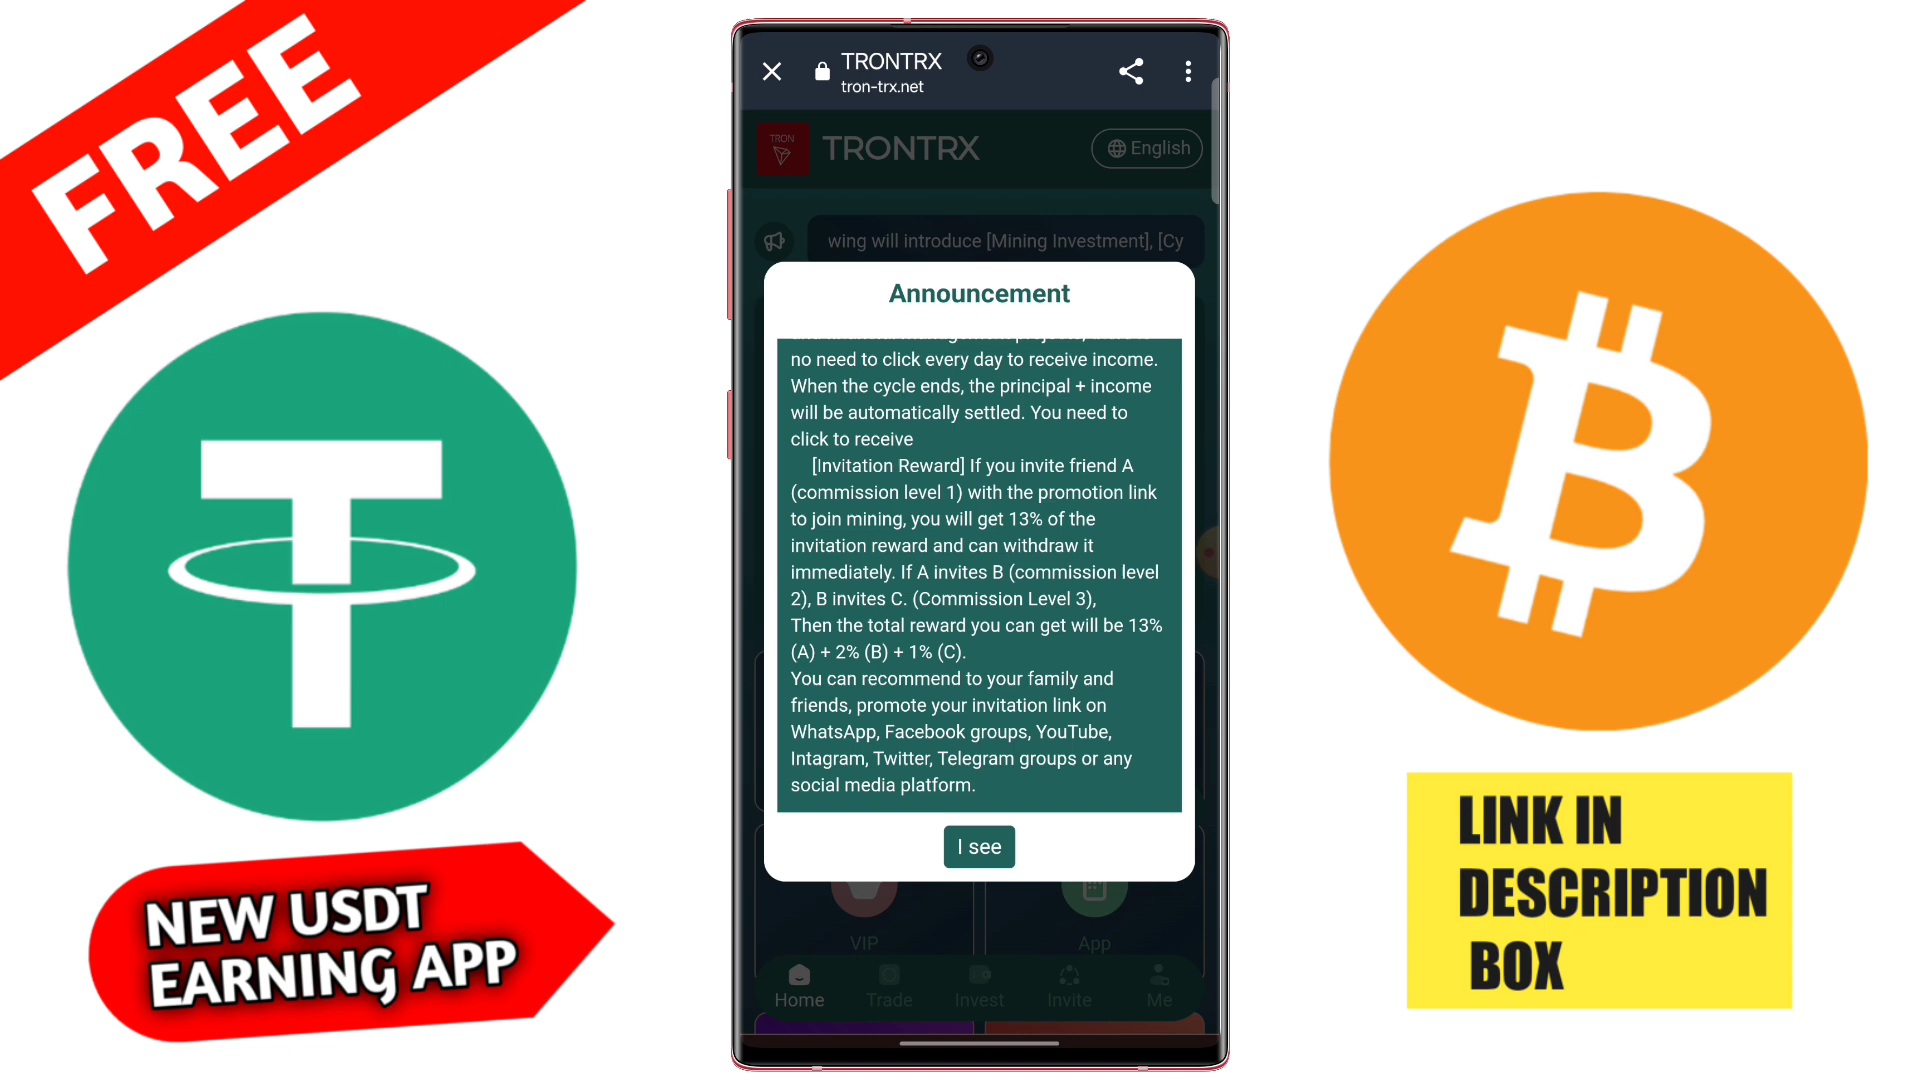 FREE
TRONTRX
tron-trx.net
TRON
TRONTRX
English
wing will introduce [Mining Investment], [Cy
Announcement
no need to click every day to receive income.
When the cycle ends, the principal + income
will be automatically settled. You need to
click to receive
[Invitation Reward] If you invite friend A
(commission level 1) with the promotion link
to join mining, you will get 13% of the
invitation reward and can withdraw it
immediately. If A invites B (commission level
2), B invites C. (Commission Level 3),
Then the total reward you can get will be 13%
(A) + 2% (B) + 1% (C).
You can recommend to your family and
friends, promote your invitation link on
WhatsApp, Facebook groups, YouTube,
Intagram, Twitter, Telegram groups or any
social media platform.
I see
VIP
App
Home
Trade
Invest
Invite
Me
NEW USDT
EARNING APP
LINK IN
DESCRIPTION
BOX